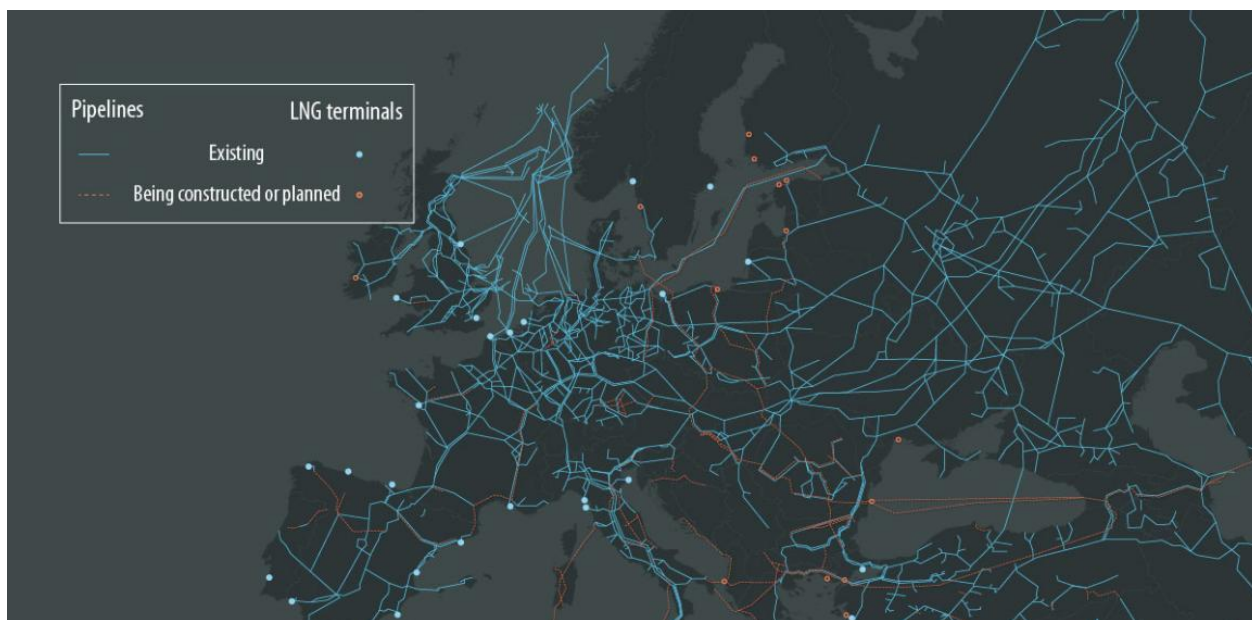 Pipelines LNG terminals
Existing
Being constructed or planned